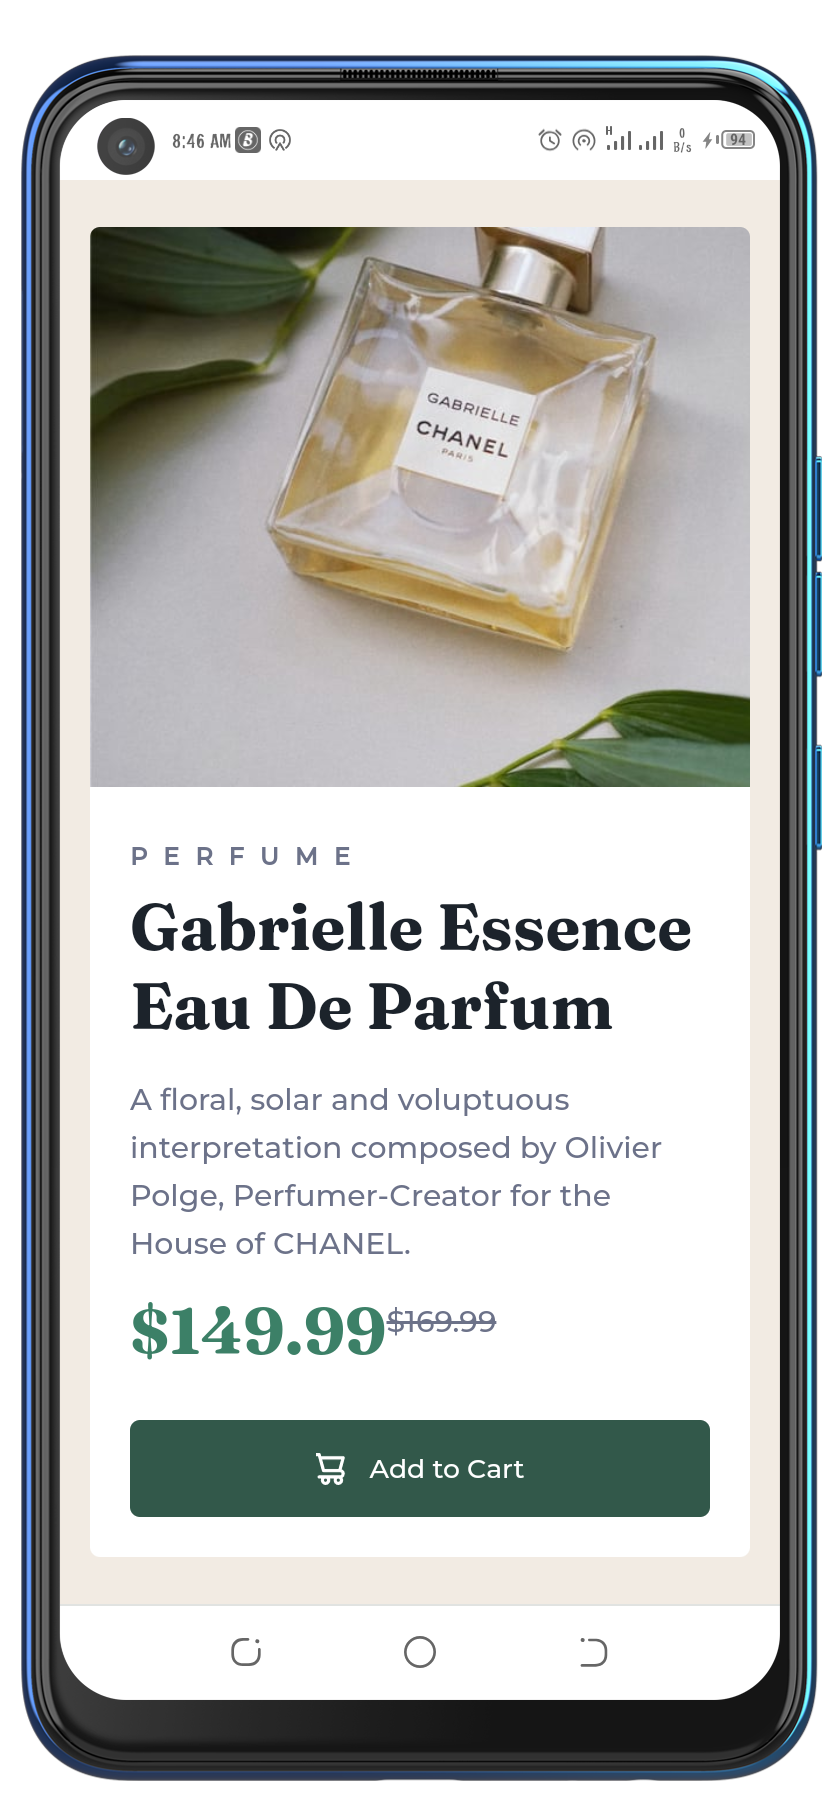 8:46 AM
H
0
B/s
94
GABRIELLE
CHANEL
PARIS
PERFUME
Gabrielle Essence
Eau De Parfum
A floral, solar and voluptuous
interpretation composed by Olivier
Polge, Perfumer-Creator for the
House of CHANEL.
$149.99 $169.99
Add to Cart